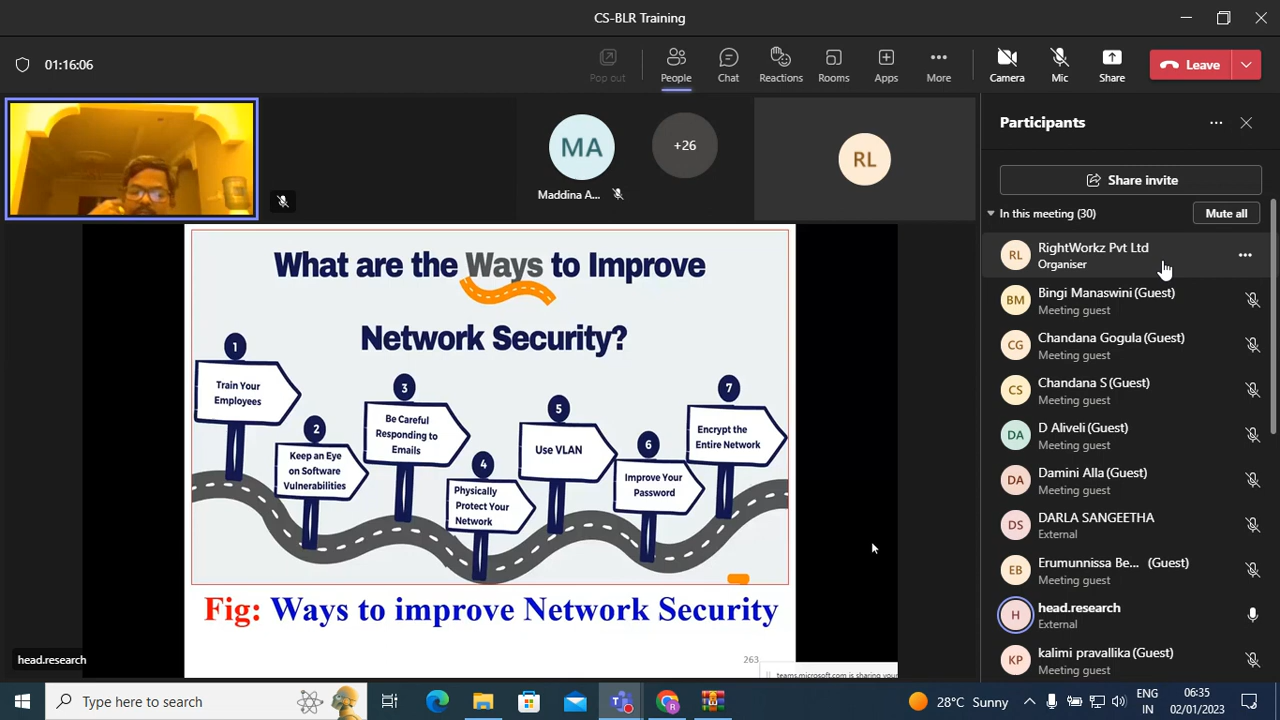 CS-BLR Training
01:16:06
Pop out
People
Chat
Reactions
Rooms
Apps
More
Camera
Mic
Share
Leave
MA
Maddina A...
+26
RL
Participants
Share invite
In this meeting (30)
Mute all
RL
RightWorkz Pvt Ltd
Organiser
BM
Bingi Manaswini (Guest)
Meeting guest
CG
Chandana Gogula (Guest)
Meeting guest
CS
Chandana S (Guest)
Meeting guest
DA
D Aliveli (Guest)
Meeting guest
DA
Damini Alla (Guest)
Meeting guest
DS
DARLA SANGEETHA
External
EB
Erumunnissa Be... (Guest)
Meeting guest
H
head.research
External
KP
kalimi pravallika (Guest)
Meeting guest
What are the Ways to Improve
Network Security?
1
Train Your
Employees
2
Keep an Eye
on Software
Vulnerabilities
3
Be Careful
Responding to
Emails
4
Physically
Protect Your
Network
5
Use VLAN
6
Improve Your
Password
7
Encrypt the
Entire Network
Fig: Ways to improve Network Security
263
teams.microsoft.com is sharing your
head.research
Type here to search
28°C Sunny
ENG
IN
06:35
02/01/2023